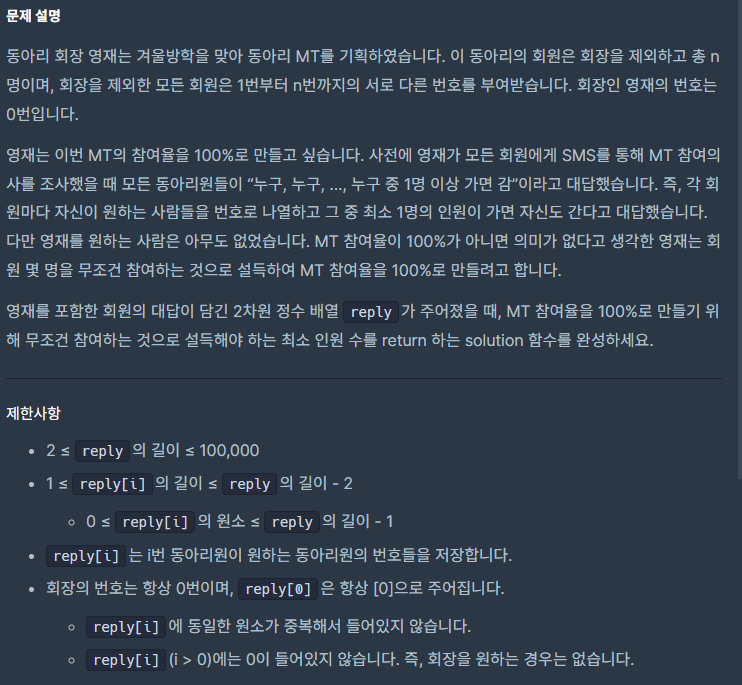 문제 설명
동아리 회장 영재는 겨울방학을 맞아 동아리 MT를 기획하였습니다. 이 동아리의 회원은 회장을 제외하고 총 n
명이며, 회장을 제외한 모든 회원은 1번부터 n번까지의 서로 다른 번호를 부여받습니다. 회장인 영재의 번호는
0번입니다.
영재는 이번 MT의 참여율을 100%로 만들고 싶습니다. 사전에 영재가 모든 회원에게 SMS를 통해 MT 참여의
사를 조사했을 때 모든 동아리원들이 “누구, 누구, ..., 누구 중 1명 이상 가면 감”이라고 대답했습니다. 즉, 각 회
원마다 자신이 원하는 사람들을 번호로 나열하고 그 중 최소 1명의 인원이 가면 자신도 간다고 대답했습니다.
다만 영재를 원하는 사람은 아무도 없었습니다. MT 참여율이 100%가 아니면 의미가 없다고 생각한 영재는 회
원 몇 명을 무조건 참여하는 것으로 설득하여 MT 참여율을 100%로 만들려고 합니다.
영재를 포함한 회원의 대답이 담긴 2차원 정수 배열 reply 가 주어졌을 때, MT 참여율을 100%로 만들기 위
해 무조건 참여하는 것으로 설득해야 하는 최소 인원 수를 return 하는 solution 함수를 완성하세요.
제한사항
• 2 ≤ reply 의 길이 ≤ 100,000
• 1 ≤ reply[i] 의 길이 ≤ reply 의 길이 - 2
◦ 0 ≤ reply[i] 의 원소 ≤ reply 의 길이 - 1
• reply[i] 는 i번 동아리원이 원하는 동아리원의 번호들을 저장합니다.
• 회장의 번호는 항상 0번이며, reply[0] 은 항상 [0]으로 주어집니다.
◦ reply[i] 에 동일한 원소가 중복해서 들어있지 않습니다.
◦ reply[i] (i > 0)에는 0이 들어있지 않습니다. 즉, 회장을 원하는 경우는 없습니다.